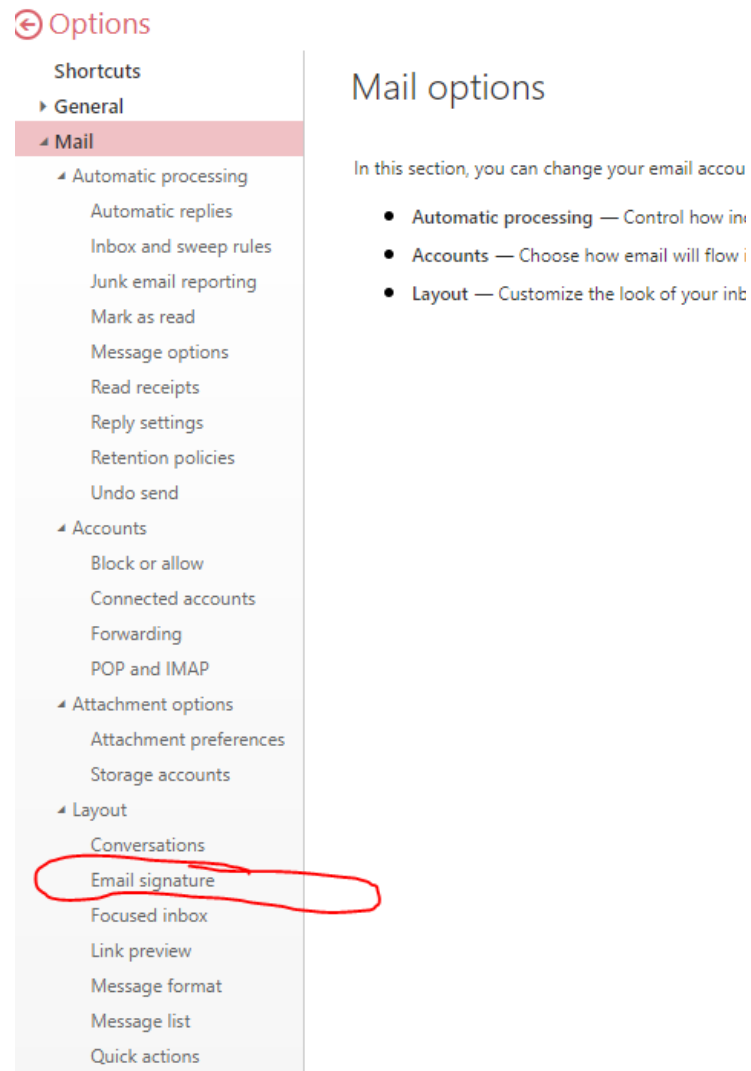 Options
Shortcuts
General
Mail
Automatic processing
Automatic replies
Inbox and sweep rules
Junk email reporting
Mark as read
Message options
Read receipts
Reply settings
Retention policies
Undo send
Accounts
Block or allow
Connected accounts
Forwarding
POP and IMAP
Attachment options
Attachment preferences
Storage accounts
Layout
Conversations
Email signature
Focused inbox
Link preview
Message format
Message list
Quick actions
Mail options
In this section, you can change your email accou
Automatic processing — Control how in
Accounts — Choose how email will flow i
Layout — Customize the look of your inb